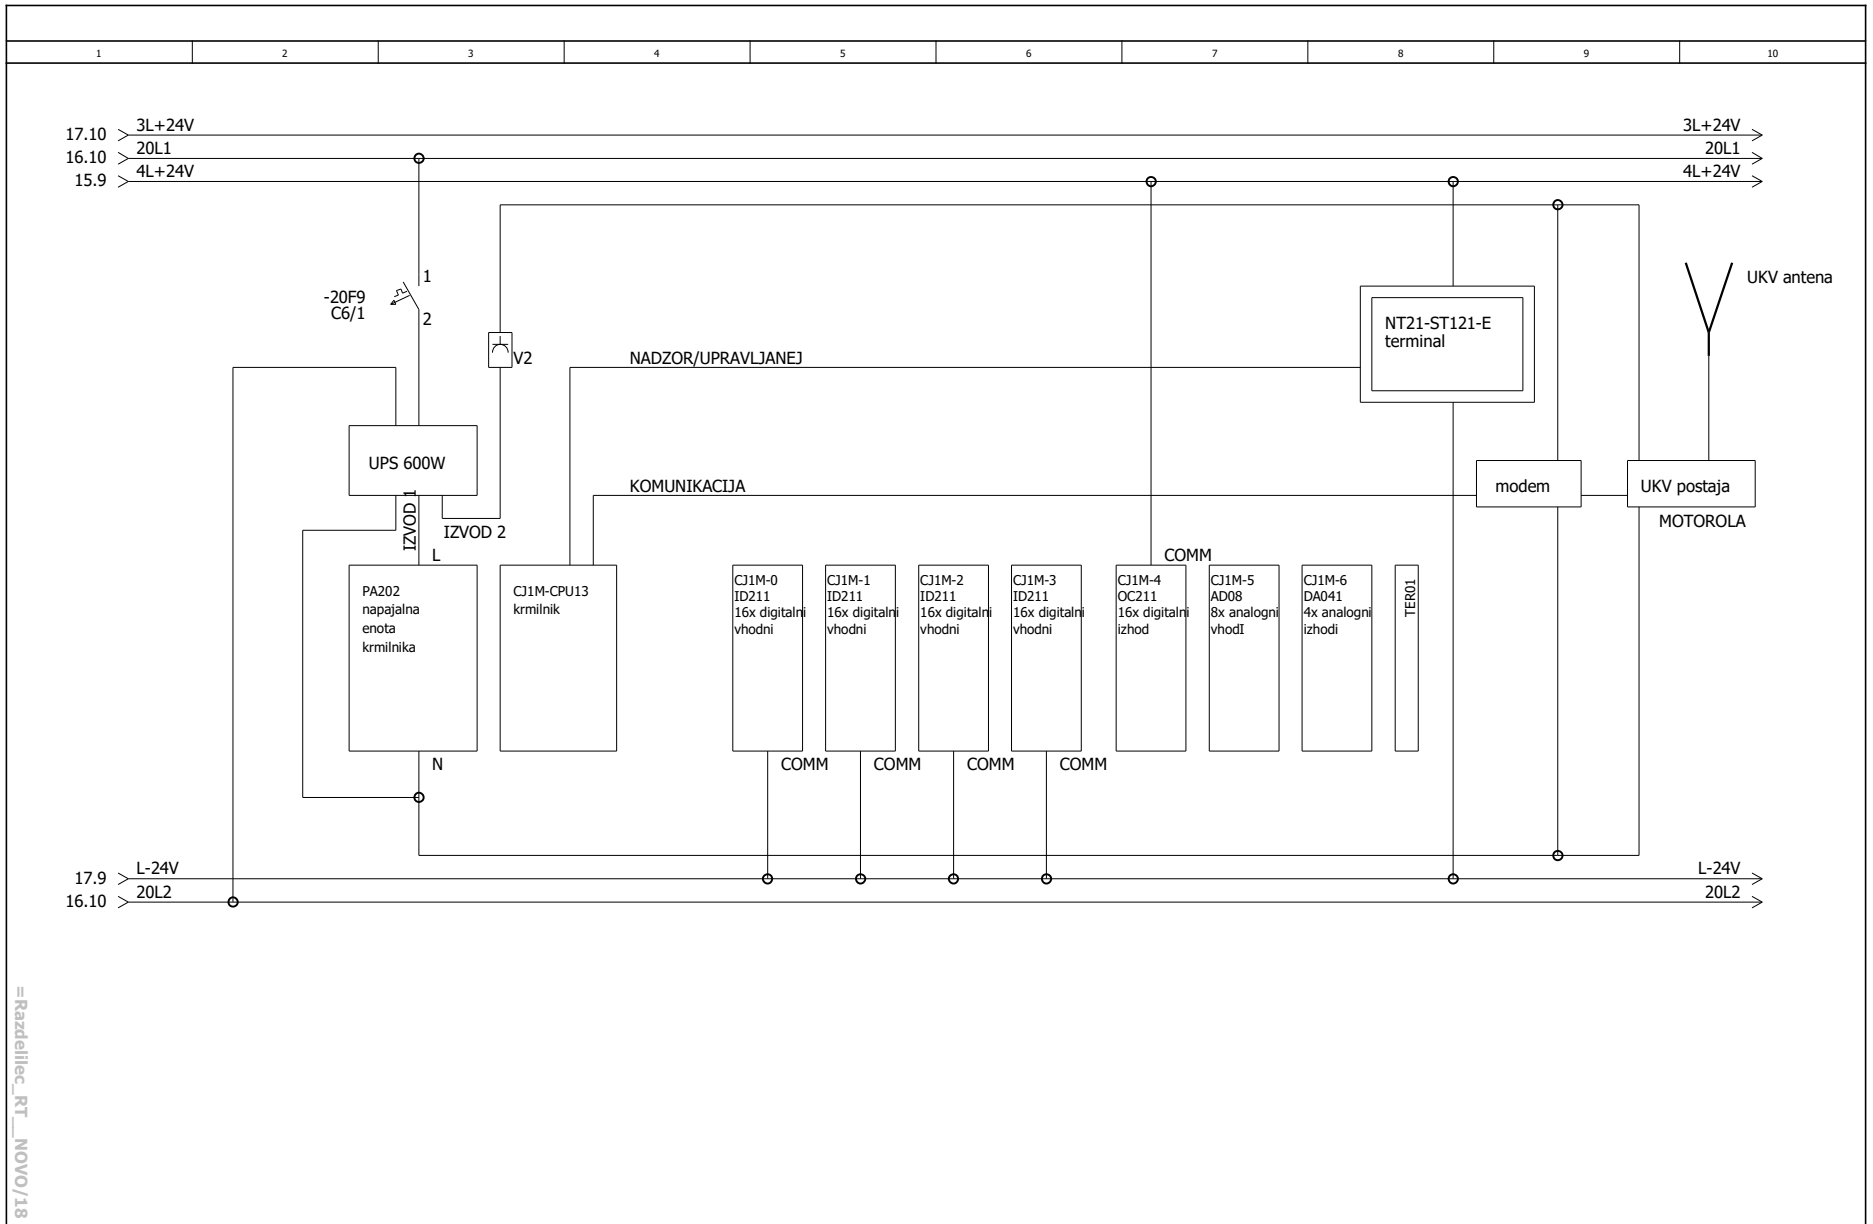 1 2 3 4 5 6 7 8 9 10
17.10 3L+24V 3L+24V
16.10 20L1 20L1
15.9 4L+24V 4L+24V
1
-20F9
C6/1
2
V2
NADZOR/UPRAVLJANEJ
NT21-ST121-E
terminal
UKV antena
UPS 600W
KOMUNIKACIJA
modem
UKV postaja
MOTOROLA
IZVOD 1
IZVOD 2
L
COMM
PA202
napajalna
enota
krmilnika
CJ1M-CPU13
krmilnik
CJ1M-0
ID211
16x digitalni
vhodni
CJ1M-1
ID211
16x digitalni
vhodni
CJ1M-2
ID211
16x digitalni
vhodni
CJ1M-3
ID211
16x digitalni
vhodni
CJ1M-4
OC211
16x digitalni
izhod
CJ1M-5
AD08
8x analogni
vhodI
CJ1M-6
DA041
4x analogni
izhodi
TER01
N
COMM COMM COMM COMM
17.9 L-24V L-24V
16.10 20L2 20L2
=Razdelilec_RT__NOVO/18